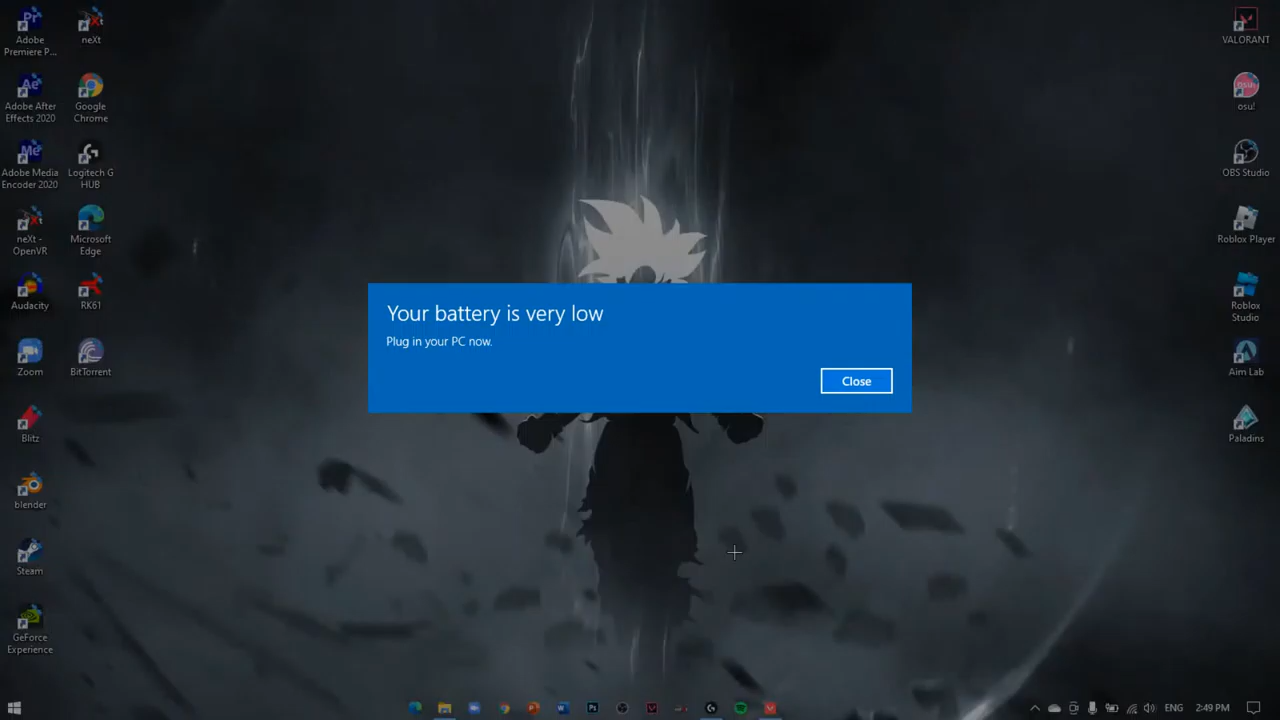 Adobe
Premiere P...
neXt
Adobe After
Effects 2020
Google
Chrome
Adobe Media
Encoder 2020
Logitech G
HUB
neXt -
OpenVR
Microsoft
Edge
Audacity
RK61
Zoom
BitTorrent
Blitz
blender
Steam
GeForce
Experience
Your battery is very low
Plug in your PC now.
Close
VALORANT
osu!
OBS Studio
Roblox Player
Roblox
Studio
Aim Lab
Paladins
ENG
2:49 PM